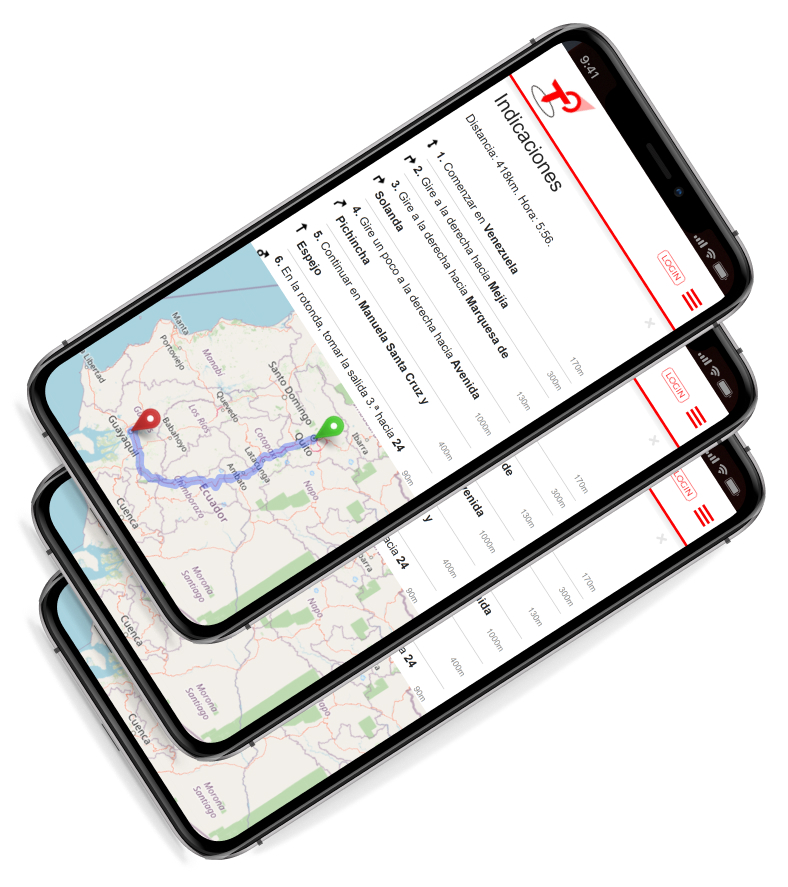 9:41
LOGIN
Indicaciones
Distancia: 418km. Hora: 5:56.
1. Comenzar en Venezuela
170m
2. Gire a la derecha hacia Mejía
300m
3. Gire a la derecha hacia Marquesa de
Solanda
130m
4. Gire un poco a la derecha hacia Avenida
Pichincha
1000m
5. Continuar en Manuela Santa Cruz y
Espejo
400m
6. En la rotonda, tomar la salida 3.ª hacia 24
90m
Ibarra
Quito
Santo Domingo
Manta
Portoviejo
Manabí
Libertad
Quevedo
Los Ríos
Cotopaxi
Latacunga
Napo
Ambato
Babahoyo
Guayaquil
Chimborazo
Ecuador
Cuenca
Morona
Santiago
LOGIN
de
170m
300m
enida
130m
1000m
y
400m
acia 24
90m
barra
Napo
Cuenca
Morona
Santiago
LOGIN
170m
300m
130m
ida
1000m
400m
a 24
90m
Cuenca
Morona
Santiago